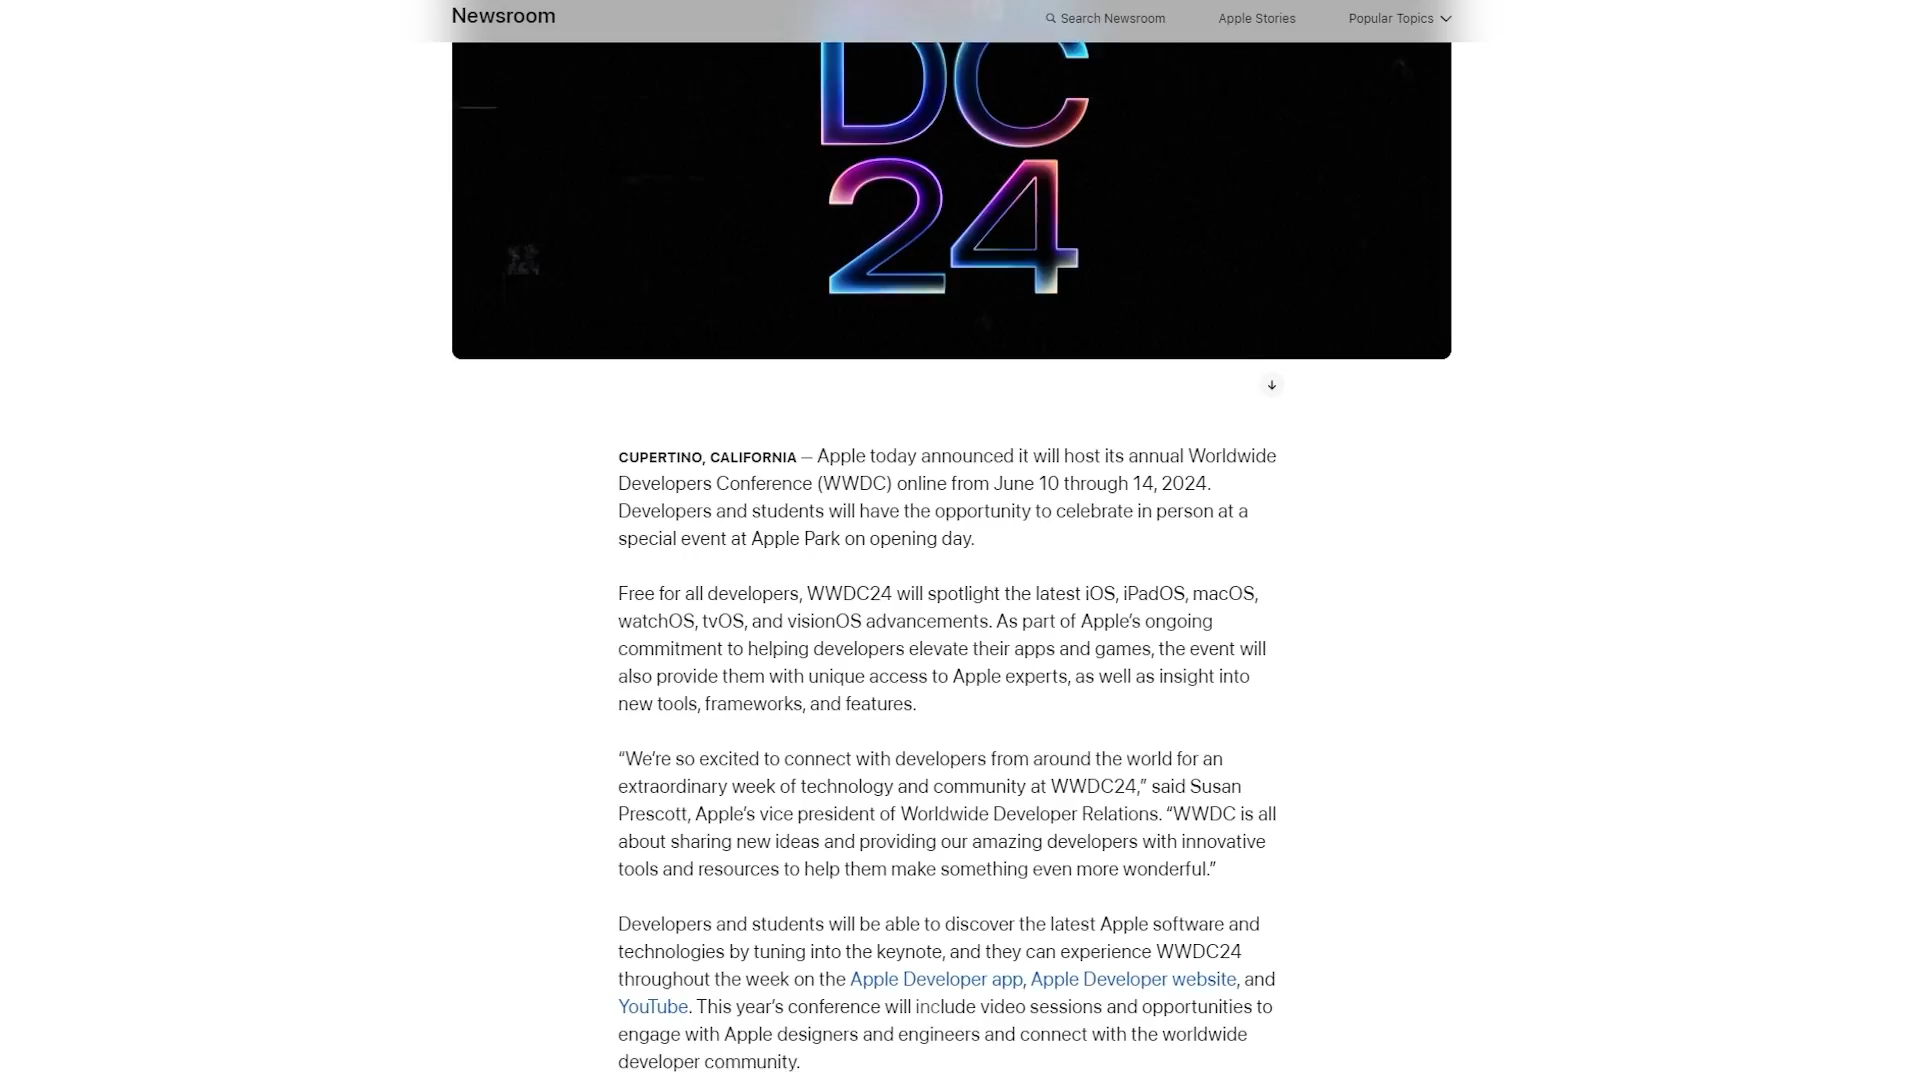 Newsroom
Search Newsroom
Apple Stories
Popular Topics
DC
24
CUPERTINO, CALIFORNIA — Apple today announced it will host its annual Worldwide
Developers Conference (WWDC) online from June 10 through 14, 2024.
Developers and students will have the opportunity to celebrate in person at a
special event at Apple Park on opening day.
Free for all developers, WWDC24 will spotlight the latest iOS, iPadOS, macOS,
watchOS, tvOS, and visionOS advancements. As part of Apple’s ongoing
commitment to helping developers elevate their apps and games, the event will
also provide them with unique access to Apple experts, as well as insight into
new tools, frameworks, and features.
“We’re so excited to connect with developers from around the world for an
extraordinary week of technology and community at WWDC24,” said Susan
Prescott, Apple’s vice president of Worldwide Developer Relations. “WWDC is all
about sharing new ideas and providing our amazing developers with innovative
tools and resources to help them make something even more wonderful.”
Developers and students will be able to discover the latest Apple software and
technologies by tuning into the keynote, and they can experience WWDC24
throughout the week on the Apple Developer app, Apple Developer website, and
YouTube. This year’s conference will include video sessions and opportunities to
engage with Apple designers and engineers and connect with the worldwide
developer community.